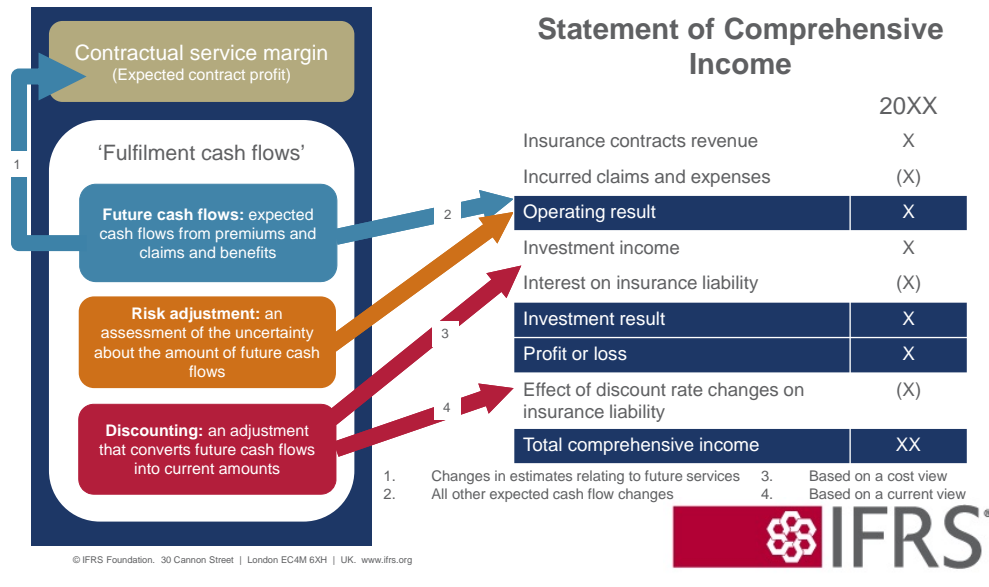 Contractual service margin
(Expected contract profit)
'Fulfilment cash flows'
1
Future cash flows: expected
cash flows from premiums and
claims and benefits
Risk adjustment: an
assessment of the uncertainty
about the amount of future cash
flows
Discounting: an adjustment
that converts future cash flows
into current amounts
2
3
4
Statement of Comprehensive
Income
20XX
Insurance contracts revenue X
Incurred claims and expenses (X)
Operating result X
Investment income X
Interest on insurance liability (X)
Investment result X
Profit or loss X
Effect of discount rate changes on (X)
insurance liability
Total comprehensive income XX
1. Changes in estimates relating to future services 3. Based on a cost view
2. All other expected cash flow changes 4. Based on a current view
IFRS®
© IFRS Foundation. 30 Cannon Street | London EC4M 6XH | UK. www.ifrs.org